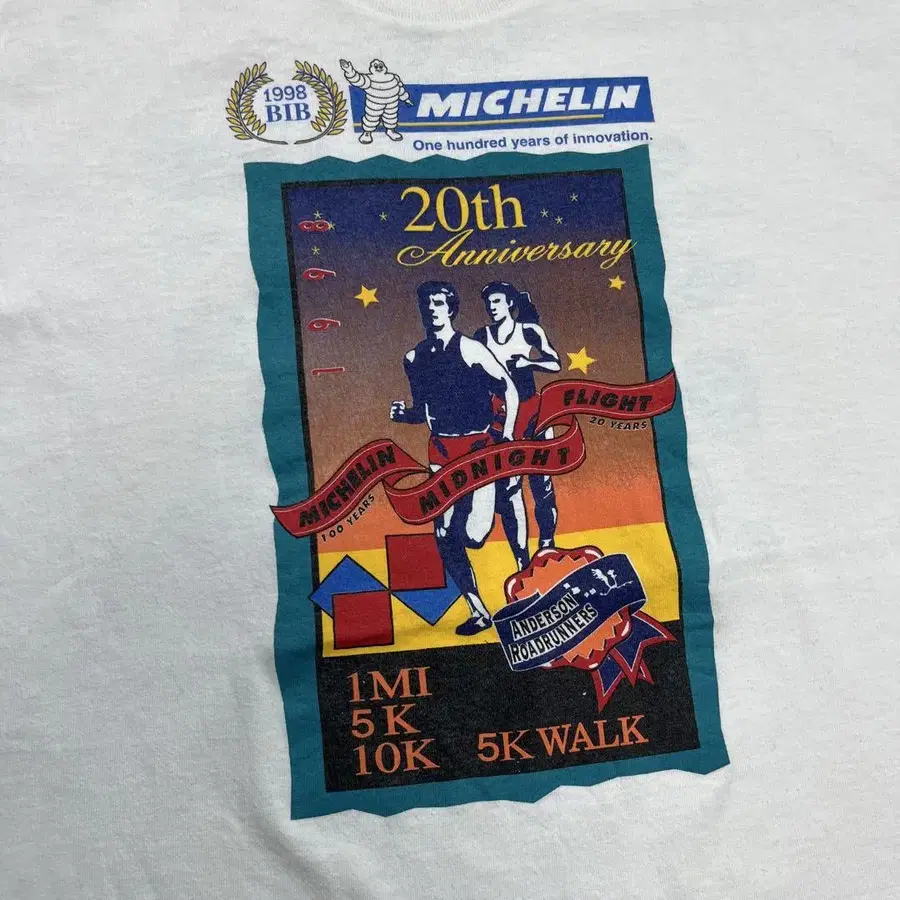 1998
BIB
MICHELIN
One hundred years of innovation.
20th
Anniversary
1998
FLIGHT
20 YEARS
MIDNIGHT
MICHELIN
100 YEARS
ANDERSON
ROADRUNNERS
1MI
5K
10K
5K WALK